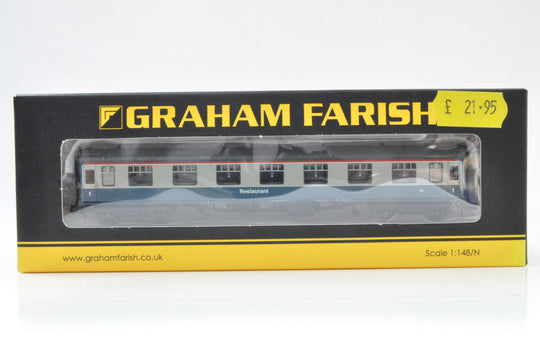 GRAHAM FARISH
£ 21.95
1
Restaurant
1
www.grahamfarish.co.uk
Scale 1:148/N